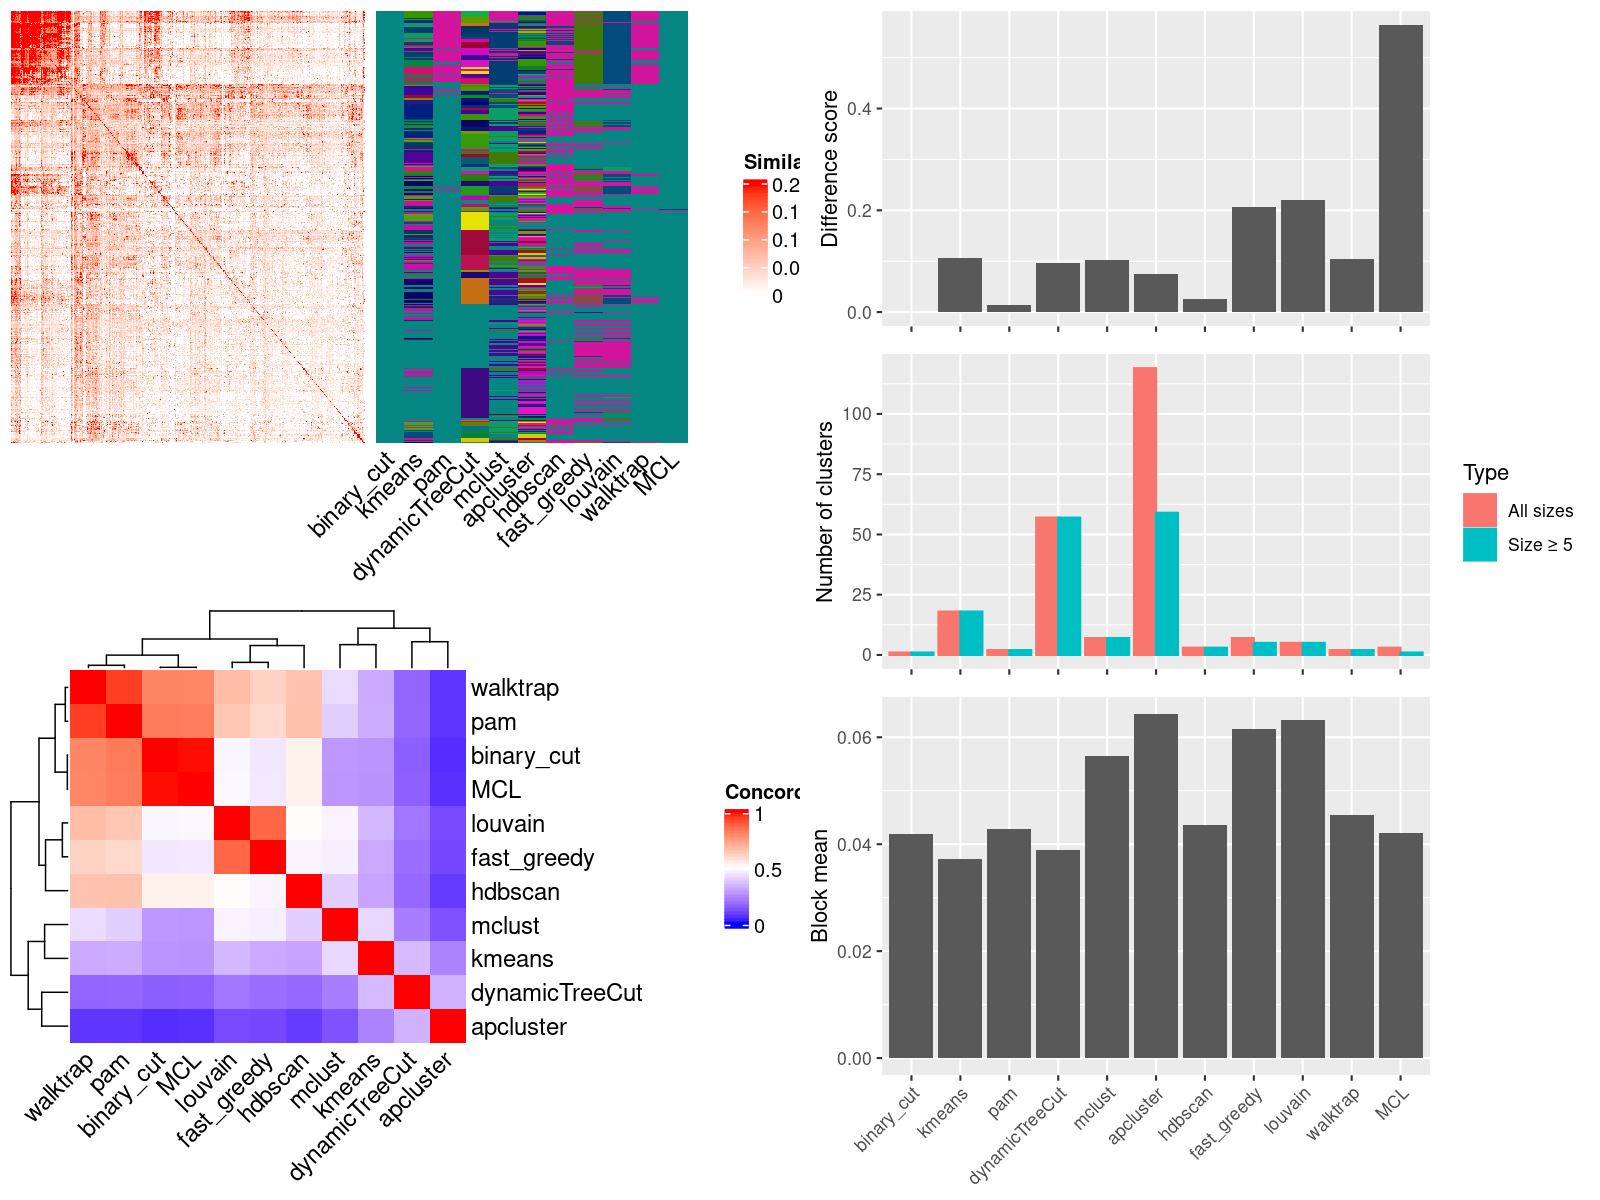 Simila
0.2
0.1
0.1
0.0
0
binary_cut
kmeans
pam
dynamicTreeCut
mclust
apcluster
hdbscan
fast_greedy
louvain
walktrap
MCL
walktrap
pam
binary_cut
MCL
louvain
fast_greedy
hdbscan
mclust
kmeans
dynamicTreeCut
apcluster
walktrap
pam
binary_cut
MCL
louvain
fast_greedy
hdbscan
mclust
kmeans
dynamicTreeCut
apcluster
Concord
1
0.5
0
Difference score
0.4
0.2
0.0
Number of clusters
100
75
50
25
0
Type
All sizes
Size ≥ 5
Block mean
0.06
0.04
0.02
0.00
binary_cut
kmeans
pam
dynamicTreeCut
mclust
apcluster
hdbscan
fast_greedy
louvain
walktrap
MCL